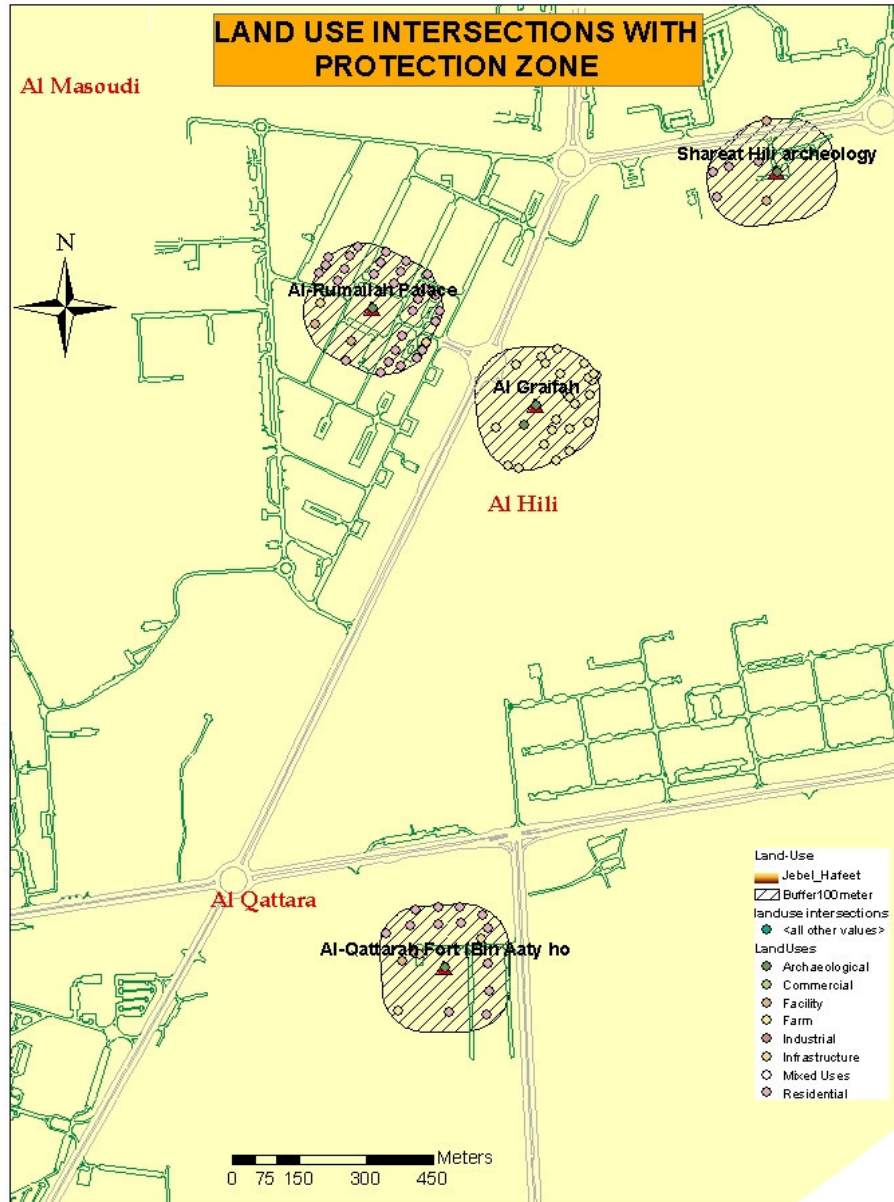 LAND USE INTERSECTIONS WITH
PROTECTION ZONE
Al Masoudi
Shareat Hili archeology
N
Al-Rumailah Palace
Al Graifah
Al Hili
Al Qattara
Al-Qattarah Fort (Bin Aaty ho
Land-Use
Jebel_Hafeet
Buffer100meter
landuse intersections
<all other values>
LandUses
Archaeological
Commercial
Facility
Farm
Industrial
Infrastructure
Mixed Uses
Residential
Meters
0 75 150 300 450